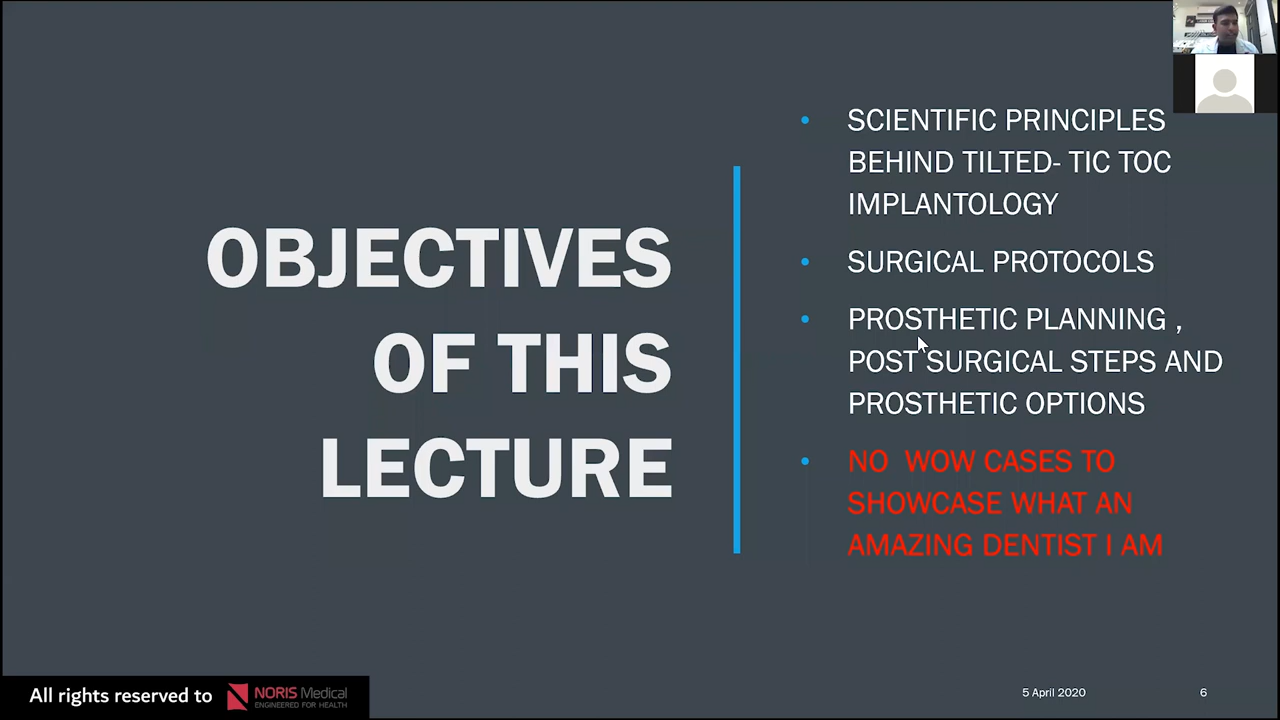 OBJECTIVES
OF THIS
LECTURE
• SCIENTIFIC PRINCIPLES
BEHIND TILTED- TIC TOC
IMPLANTOLOGY
• SURGICAL PROTOCOLS
• PROSTHETIC PLANNING ,
POST SURGICAL STEPS AND
PROSTHETIC OPTIONS
• NO  WOW CASES TO
SHOWCASE WHAT AN
AMAZING DENTIST I AM
All rights reserved to NORIS Medical
ENGINEERED FOR HEALTH
5 April 2020
6